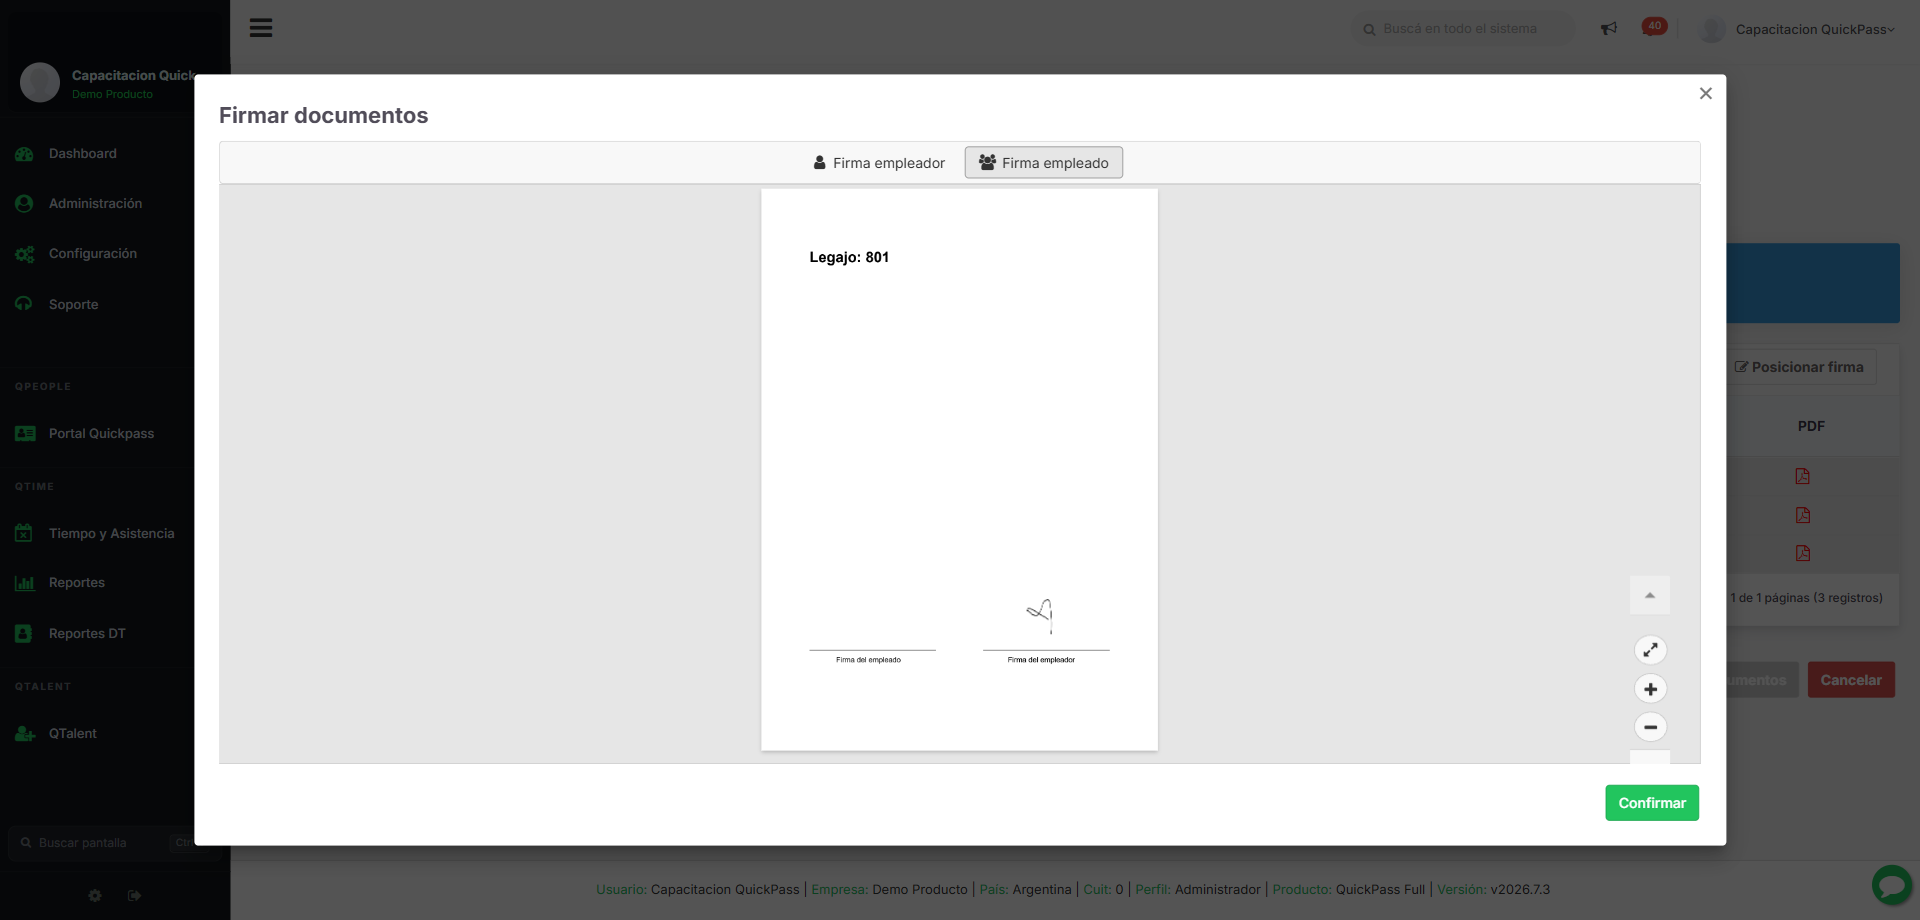 Capacitacion Quick
Demo Producto
Dashboard
Administración
Configuración
Soporte
QPEOPLE
Portal Quickpass
QTIME
Tiempo y Asistencia
Reportes
Reportes DT
QTALENT
QTalent
Buscar pantalla
Buscá en todo el sistema
40
Capacitacion QuickPass
Firmar documentos
Firma empleador
Firma empleado
Legajo: 801
Firma del empleado
Firma del empleador
Confirmar
Posicionar firma
PDF
1 de 1 páginas (3 registros)
Cancelar
Usuario: Capacitacion QuickPass | Empresa: Demo Producto | País: Argentina | Cuit: 0 | Perfil: Administrador | Producto: QuickPass Full | Versión: v2026.7.3